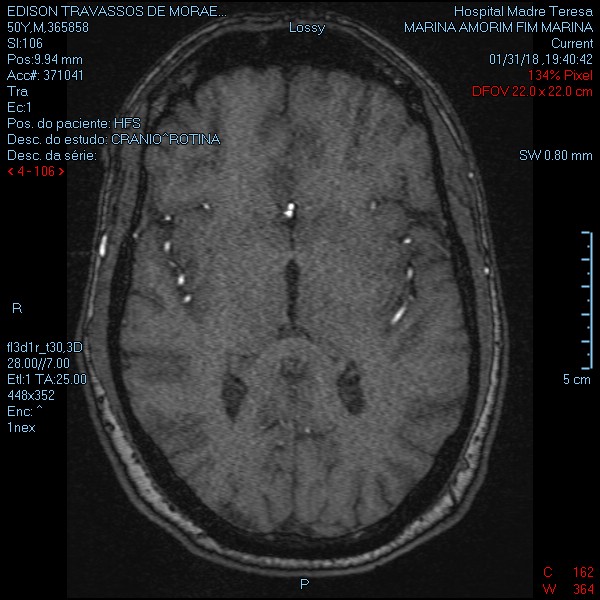 EDISON TRAVASSOS DE MORAE...
50Y,M,365858
Sl:106
Pos:9.94 mm
Acc#: 371041
Tra
Ec:1
Pos. do paciente: HFS
Desc. do estudo: CRANIO^ROTINA
Desc. da série:
< 4 - 106 >
Lossy
Hospital Madre Teresa
MARINA AMORIM FIM MARINA
Current
01/31/18 ,19:40:42
134% Pixel
DFOV 22.0 x 22.0 cm
SW 0.80 mm
R
5 cm
fl3d1r_t30,3D
28.00//7.00
Etl:1 TA:25.00
448x352
Enc: ^
1nex
P
C 162
W 364